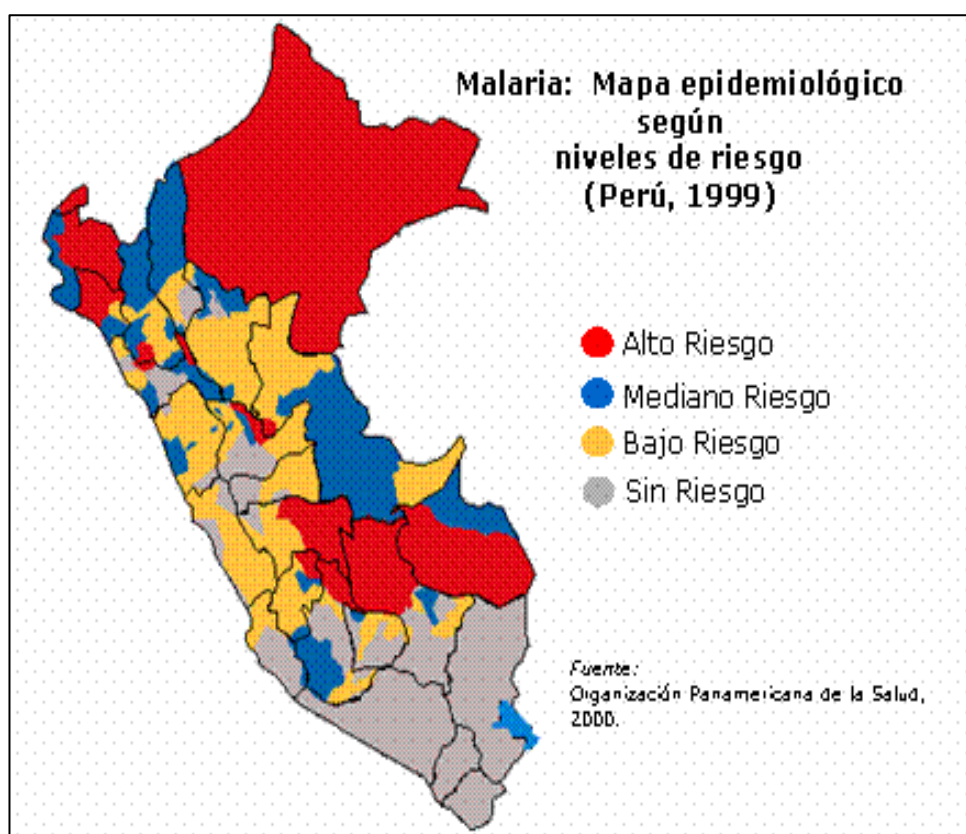 Malaria: Mapa epidemiológico
según
niveles de riesgo
(Perú, 1999)
Alto Riesgo
Mediano Riesgo
Bajo Riesgo
Sin Riesgo
Fuente:
Organización Panamericana de la Salud,
2000.